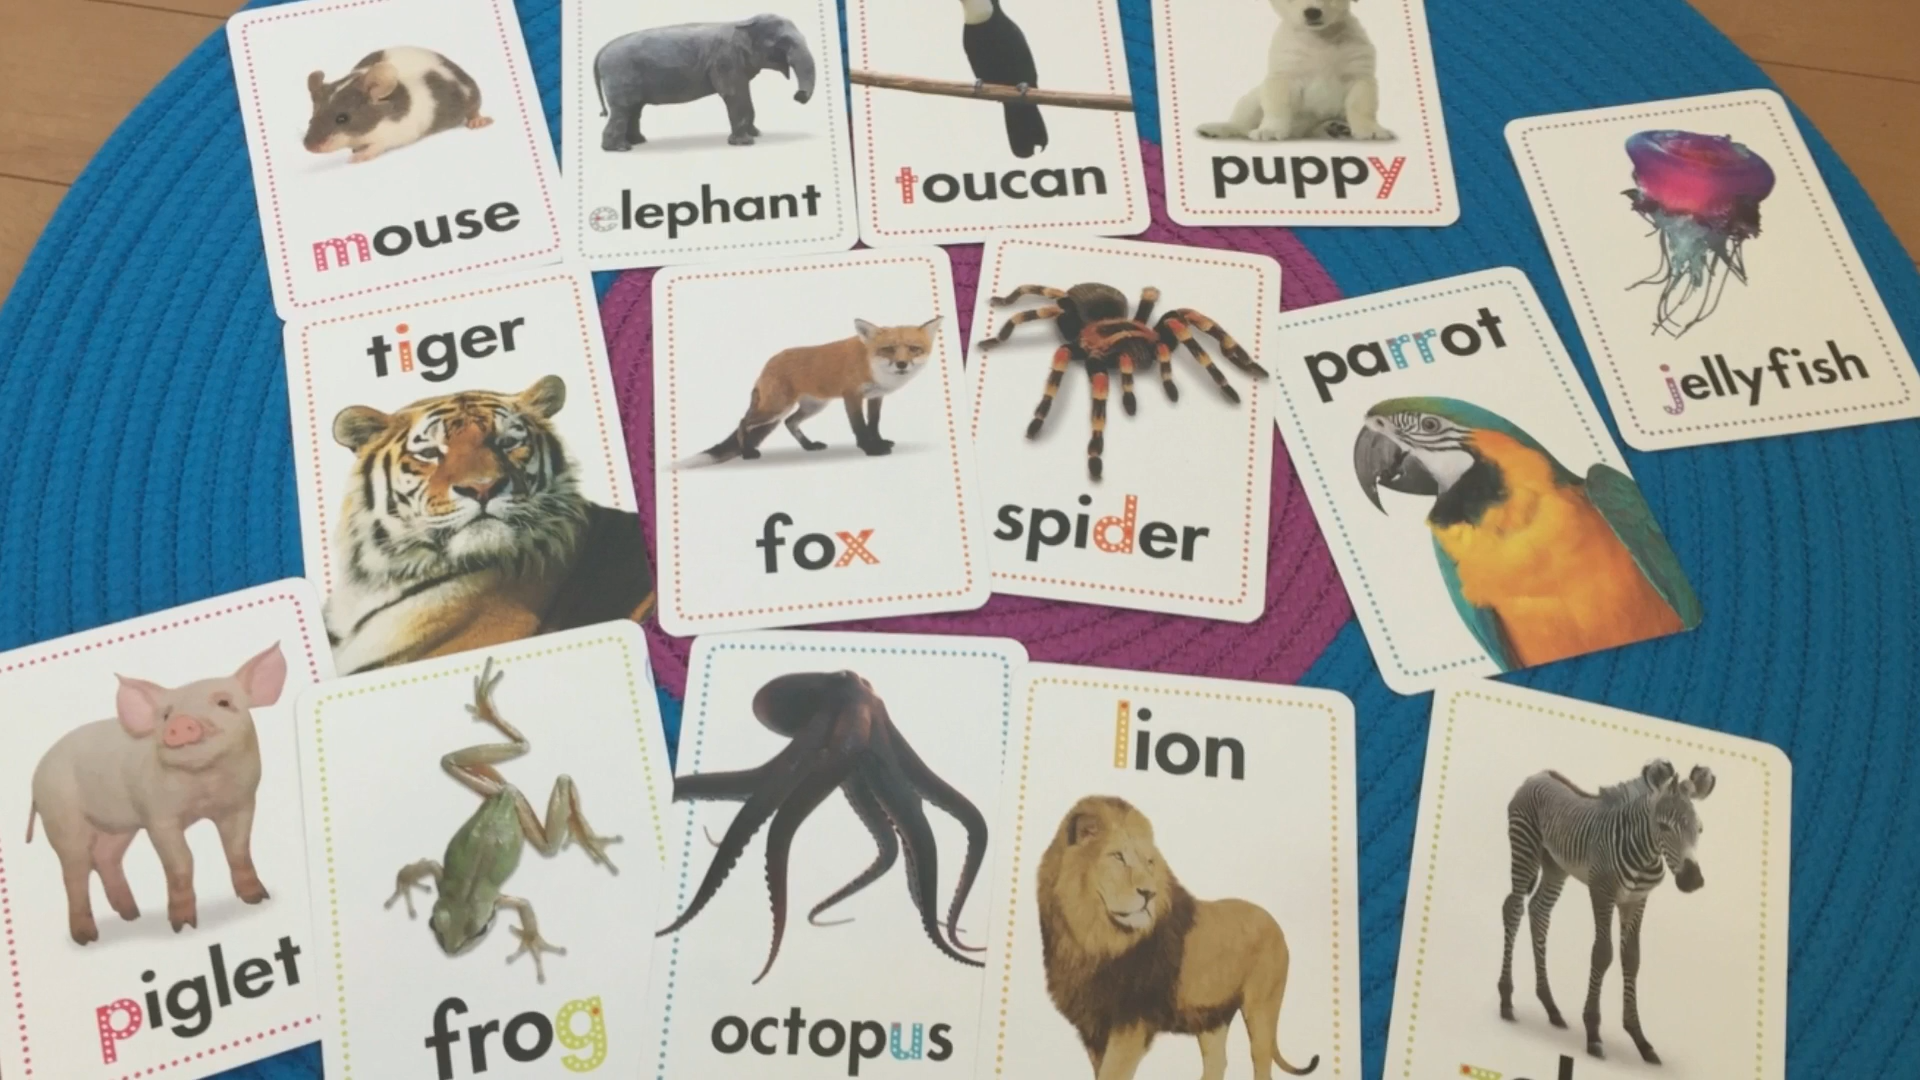 mouse
elephant
toucan
puppy
jellyfish
tiger
fox
spider
parrot
piglet
frog
octopus
lion